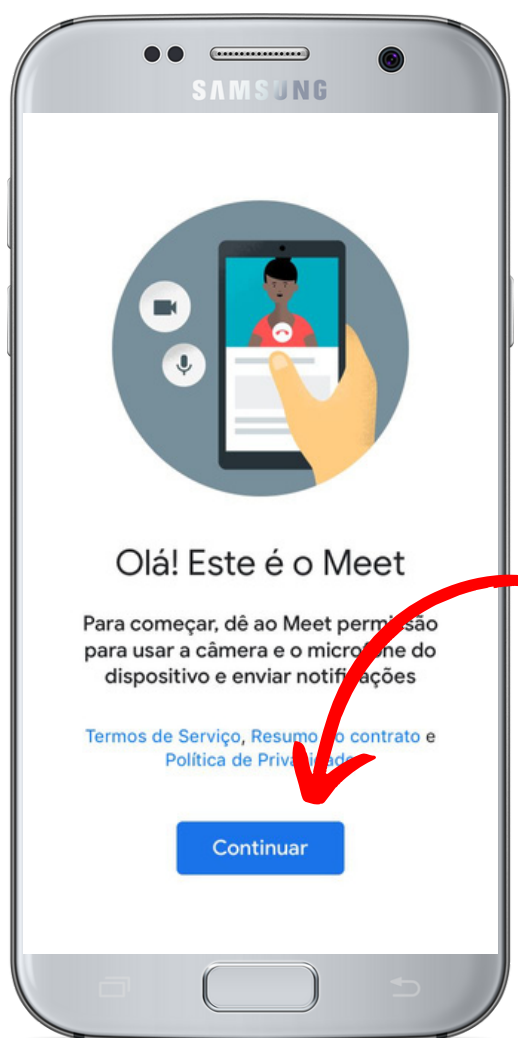 SAMSUNG
Olá! Este é o Meet
Para começar, dê ao Meet permissão
para usar a câmera e o microfone do
dispositivo e enviar notificações
Termos de Serviço, Resumo do contrato e
Política de Privacidade
Continuar